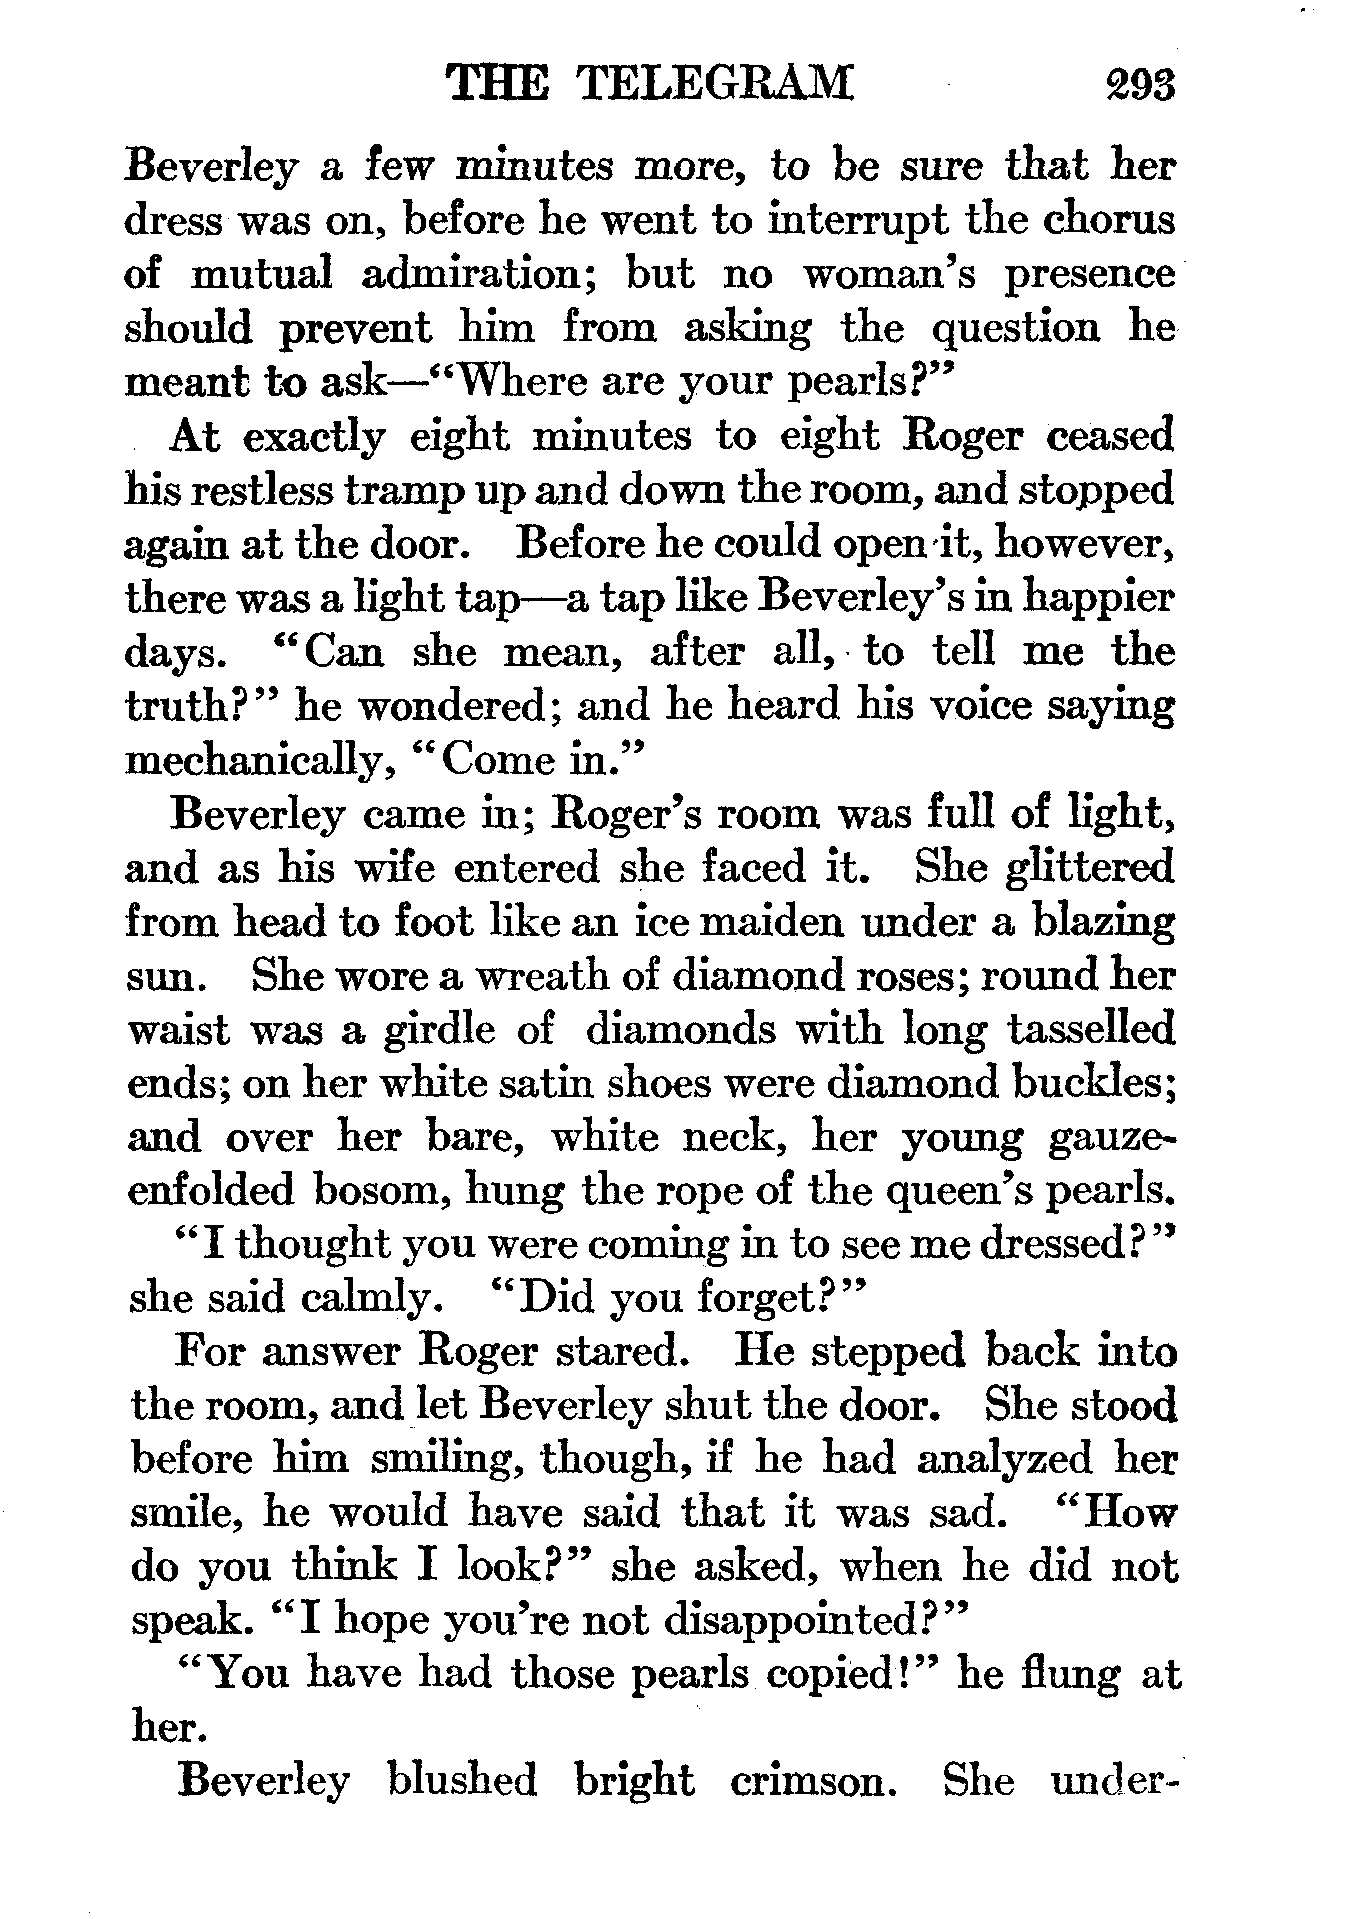 THE TELEGRAM 293
Beverley a few minutes more, to be sure that her
dress was on, before he went to interrupt the chorus
of mutual admiration; but no woman's presence
should prevent him from asking the question he
meant to ask—"Where are your pearls?"
At exactly eight minutes to eight Roger ceased
his restless tramp up and down the room, and stopped
again at the door. Before he could open it, however,
there was a light tap—a tap like Beverley's in happier
days. "Can she mean, after all, to tell me the
truth?" he wondered; and he heard his voice saying
mechanically, "Come in."
Beverley came in; Roger's room was full of light,
and as his wife entered she faced it. She glittered
from head to foot like an ice maiden under a blazing
sun. She wore a wreath of diamond roses; round her
waist was a girdle of diamonds with long tasselled
ends; on her white satin shoes were diamond buckles;
and over her bare, white neck, her young gauze-
enfolded bosom, hung the rope of the queen's pearls.
"I thought you were coming in to see me dressed?"
she said calmly. "Did you forget?"
For answer Roger stared. He stepped back into
the room, and let Beverley shut the door. She stood
before him smiling, though, if he had analyzed her
smile, he would have said that it was sad. "How
do you think I look?" she asked, when he did not
speak. "I hope you're not disappointed?"
"You have had those pearls copied!" he flung at
her.
Beverley blushed bright crimson. She under-